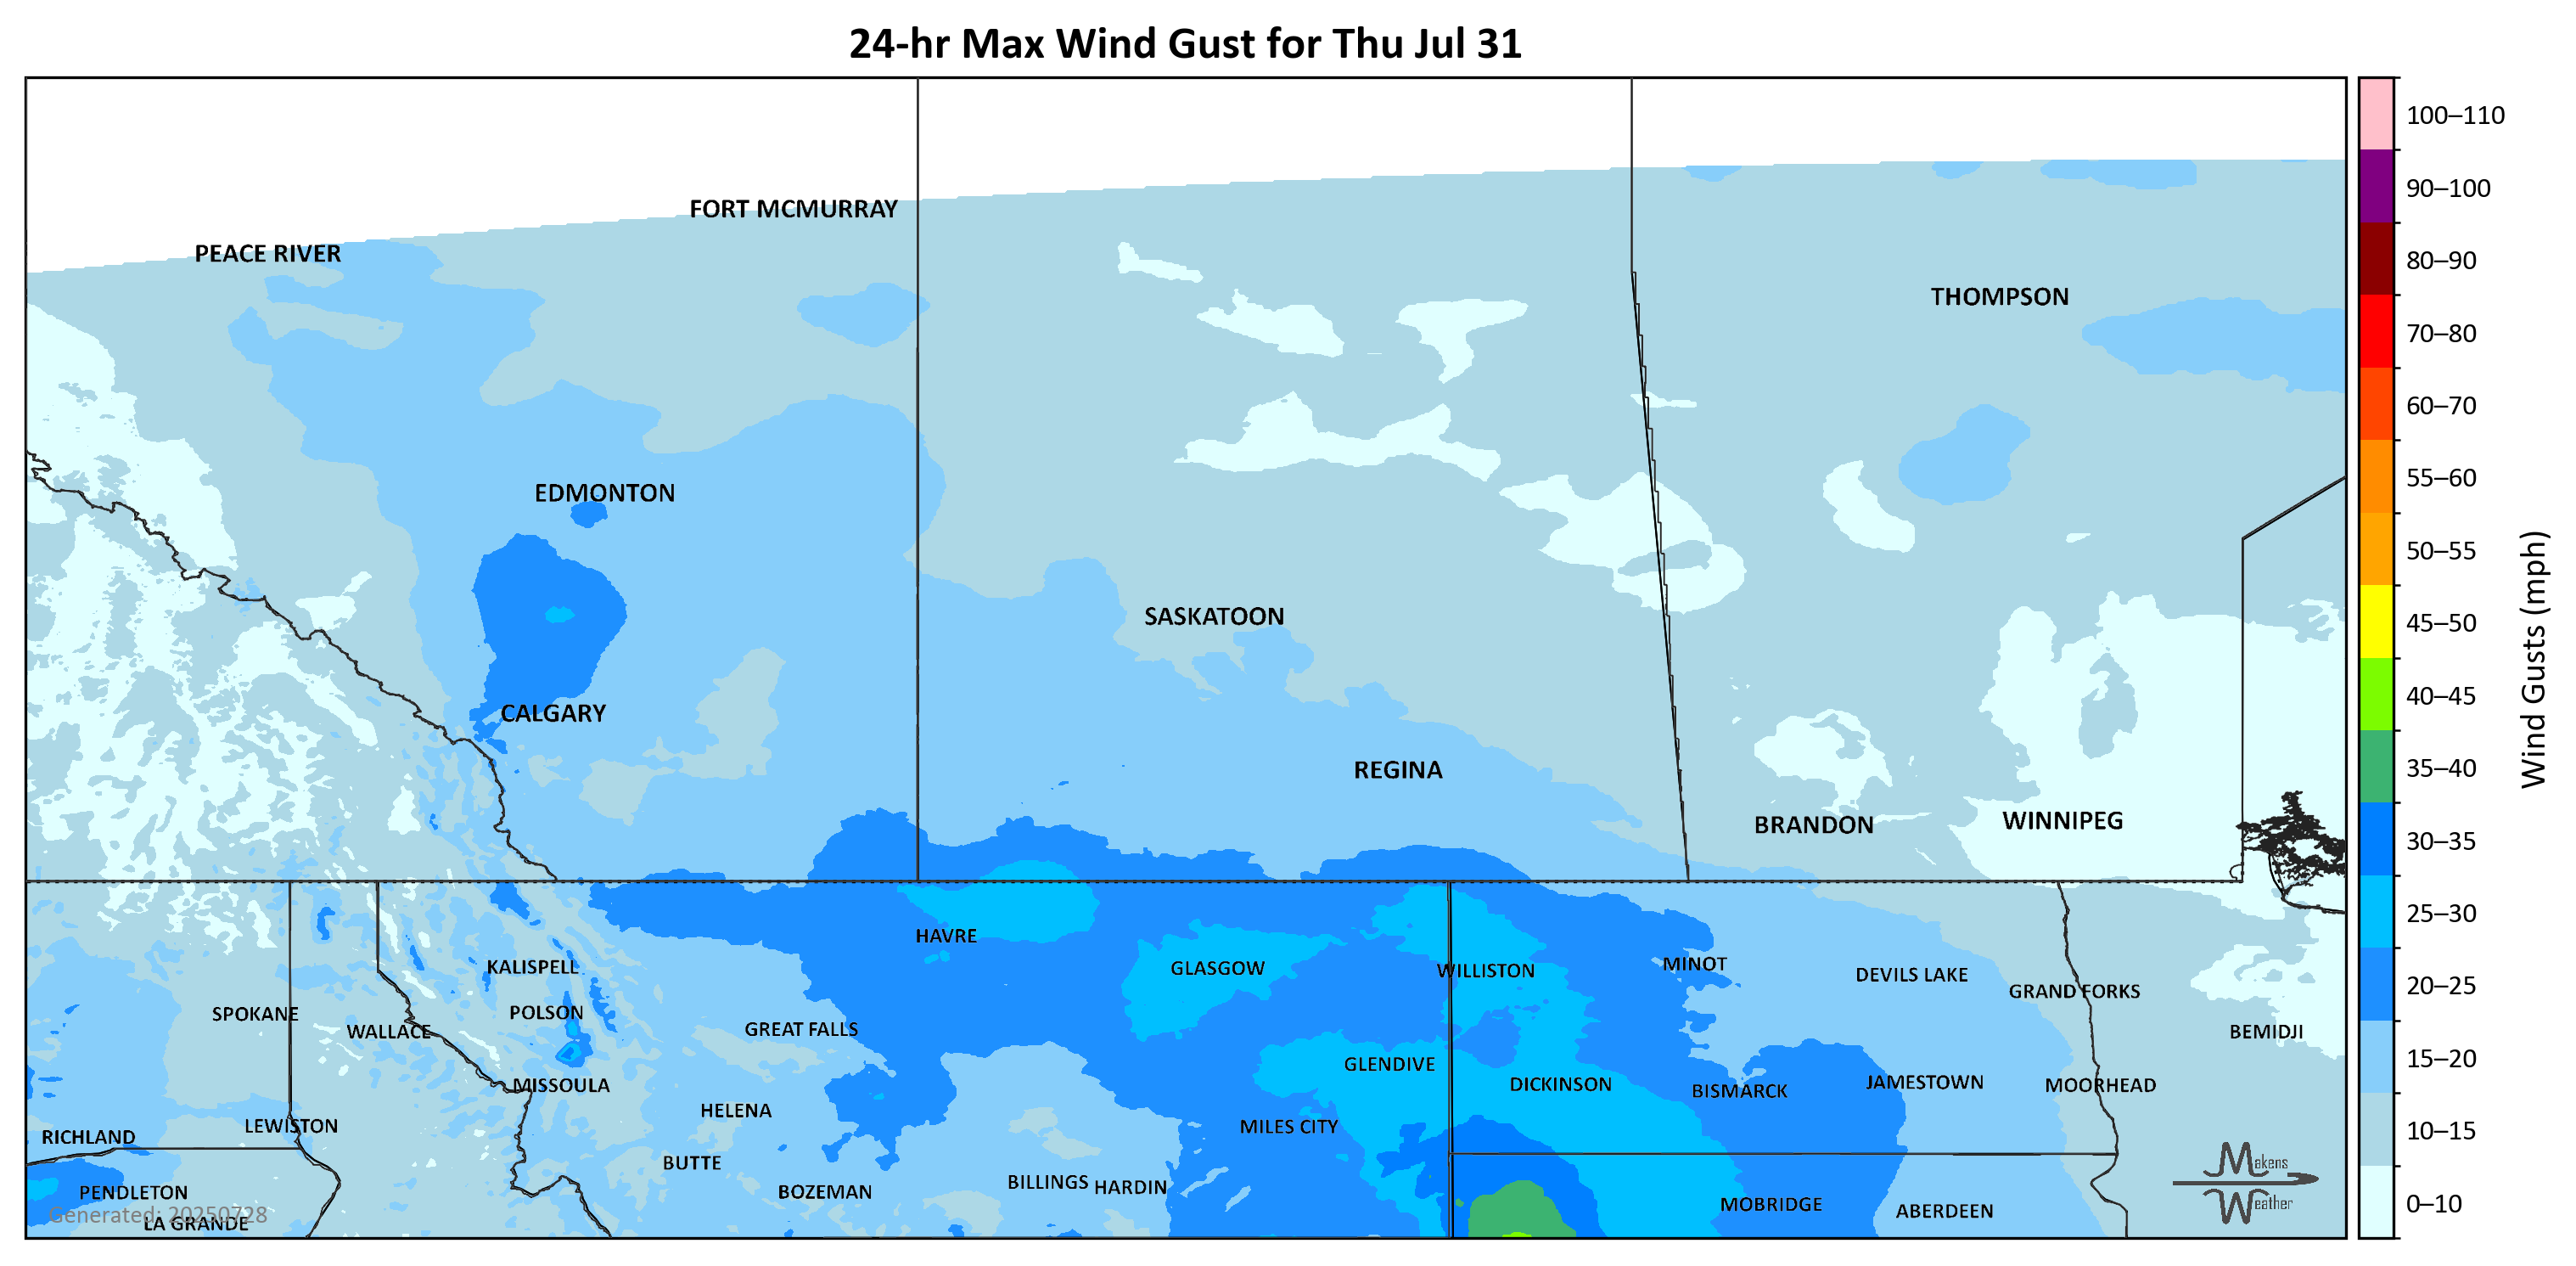 24-hr Max Wind Gust for Thu Jul 31
100–110
90–100
FORT MCMURRAY
PEACE RIVER
80–90
THOMPSON
70–80
60–70
55–60
EDMONTON
50–55
SASKATOON
45–50
Wind Gusts (mph)
40–45
CALGARY
35–40
REGINA
BRANDON
WINNIPEG
30–35
25–30
HAVRE
KALISPELL
GLASGOW
WILLISTON
MINOT
DEVILS LAKE
20–25
GRAND FORKS
SPOKANE
POLSON
WALLACE
GREAT FALLS
BEMIDJI
15–20
GLENDIVE
MISSOULA
DICKINSON
BISMARCK
JAMESTOWN
MOORHEAD
HELENA
LEWISTON
MILES CITY
10–15
RICHLAND
BUTTE
Makens
Weather
PENDLETON
BOZEMAN
BILLINGS
HARDIN
MOBRIDGE
ABERDEEN
0–10
Generated: 20250728
LA GRANDE